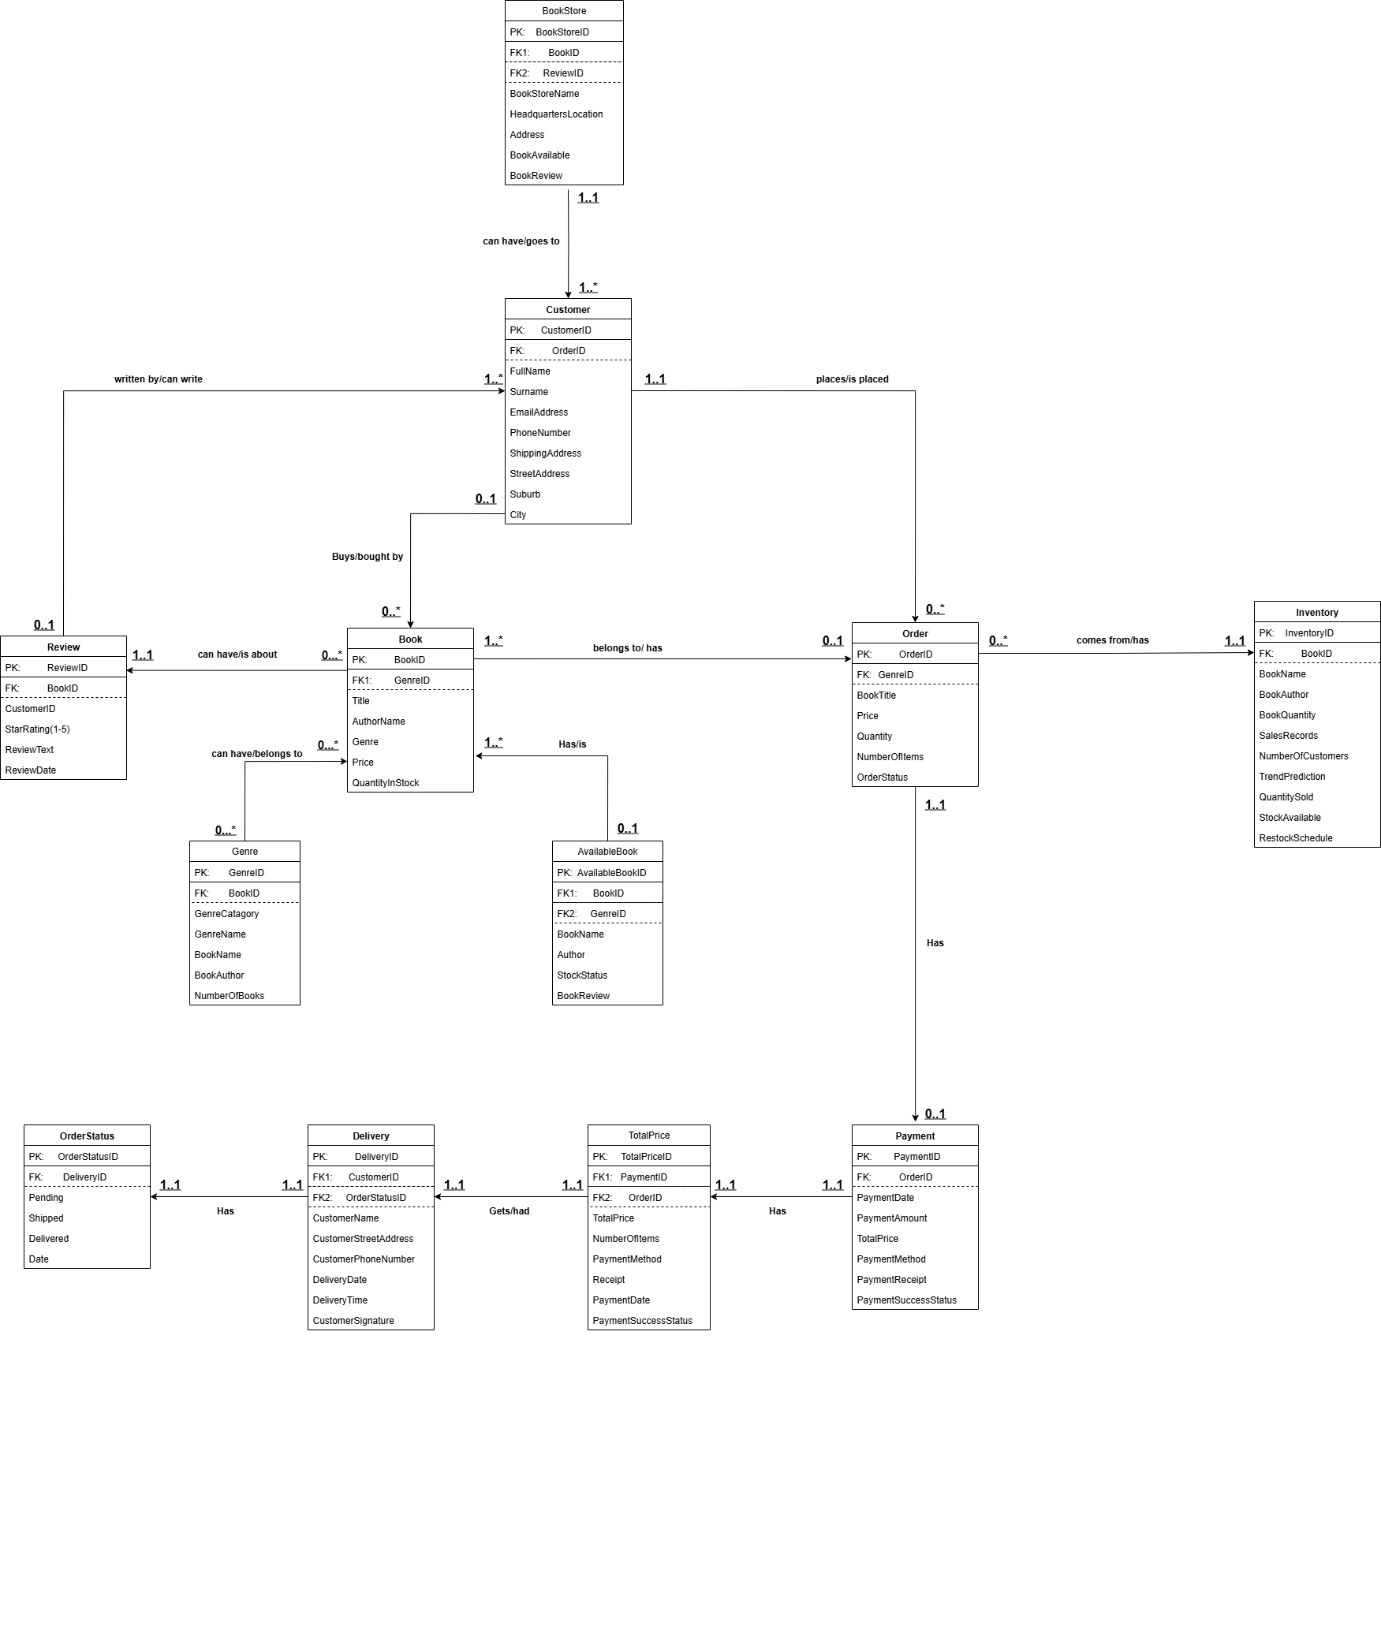 BookStore
PK: BookStoreID
FK1: BookID
FK2: ReviewID
BookStoreName
HeadquartersLocation
Address
BookAvailable
BookReview
1..1
can have/goes to
1..*
Customer
PK: CustomerID
FK: OrderID
FullName
Surname
EmailAddress
PhoneNumber
ShippingAddress
StreetAddress
Suburb
City
written by/can write
1..*
1..1
places/is placed
0..1
Buys/bought by
0..*
0..*
0..1
Review
PK: ReviewID
FK: BookID
CustomerID
StarRating(1-5)
ReviewText
ReviewDate
1..1
can have/is about
0...*
Book
PK: BookID
FK1: GenreID
Title
AuthorName
Genre
Price
QuantityInStock
1..*
belongs to/ has
0..1
Order
PK: OrderID
FK: GenreID
BookTitle
Price
Quantity
NumberOfItems
OrderStatus
0..*
comes from/has
1..1
Inventory
PK: InventoryID
FK: BookID
BookName
BookAuthor
BookQuantity
SalesRecords
NumberOfCustomers
TrendPrediction
QuantitySold
StockAvailable
RestockSchedule
can have/belongs to
0...*
1..*
Has/is
0...*
0..1
1..1
Genre
PK: GenreID
FK: BookID
GenreCatagory
GenreName
BookName
BookAuthor
NumberOfBooks
AvailableBook
PK: AvailableBookID
FK1: BookID
FK2: GenreID
BookName
Author
StockStatus
BookReview
Has
0..1
OrderStatus
PK: OrderStatusID
FK: DeliveryID
Pending
Shipped
Delivered
Date
1..1
Has
1..1
Delivery
PK: DeliveryID
FK1: CustomerID
FK2: OrderStatusID
CustomerName
CustomerStreetAddress
CustomerPhoneNumber
DeliveryDate
DeliveryTime
CustomerSignature
1..1
Gets/had
1..1
TotalPrice
PK: TotalPriceID
FK1: PaymentID
FK2: OrderID
TotalPrice
NumberOfItems
PaymentMethod
Receipt
PaymentDate
PaymentSuccessStatus
1..1
Has
1..1
Payment
PK: PaymentID
FK: OrderID
PaymentDate
PaymentAmount
TotalPrice
PaymentMethod
PaymentReceipt
PaymentSuccessStatus